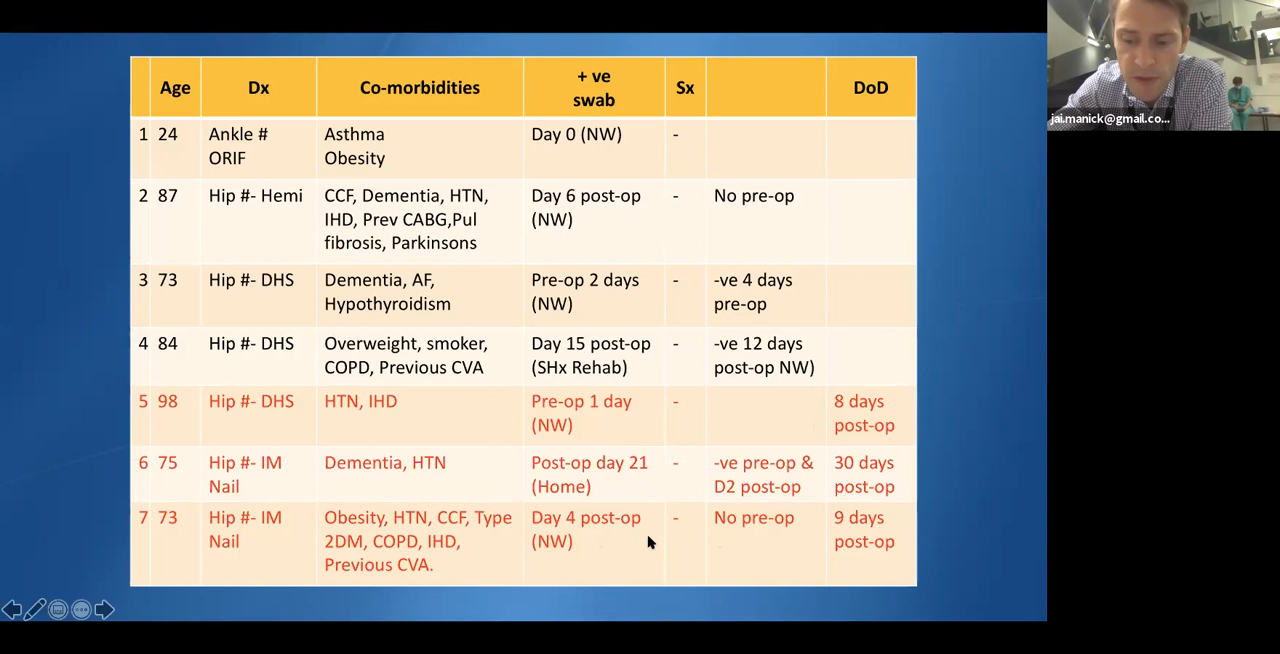 Age Dx Co-morbidities + ve swab Sx DoD
1 24 Ankle # ORIF Asthma Obesity Day 0 (NW) -
2 87 Hip #- Hemi CCF, Dementia, HTN, IHD, Prev CABG,Pul fibrosis, Parkinsons Day 6 post-op (NW) - No pre-op
3 73 Hip #- DHS Dementia, AF, Hypothyroidism Pre-op 2 days (NW) - -ve 4 days pre-op
4 84 Hip #- DHS Overweight, smoker, COPD, Previous CVA Day 15 post-op (SHx Rehab) - -ve 12 days post-op NW)
5 98 Hip #- DHS HTN, IHD Pre-op 1 day (NW) - 8 days post-op
6 75 Hip #- IM Nail Dementia, HTN Post-op day 21 (Home) - -ve pre-op & D2 post-op 30 days post-op
7 73 Hip #- IM Nail Obesity, HTN, CCF, Type 2DM, COPD, IHD, Previous CVA. Day 4 post-op (NW) - No pre-op 9 days post-op
jai.manick@gmail.co...